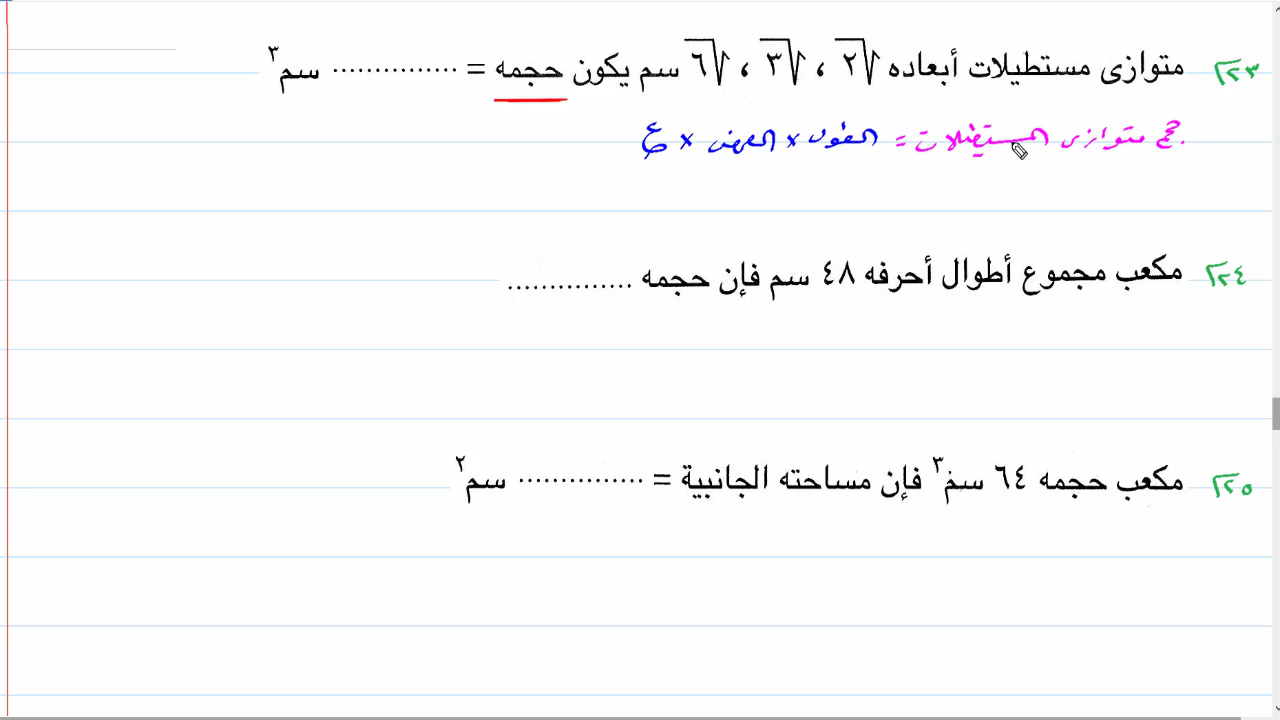 ٢٢٣ متوازى مستطيلات أبعاده √٢ ، √٣ ، √٦ سم يكون حجمه = ............... سم٣
حجم متوازى المستطيلات = الطول × العرض × ع
٢٢٤ مكعب مجموع أطوال أحرفه ٤٨ سم فإن حجمه ...............
٢٢٥ مكعب حجمه ٦٤ سم٣ فإن مساحته الجانبية = ............... سم٢